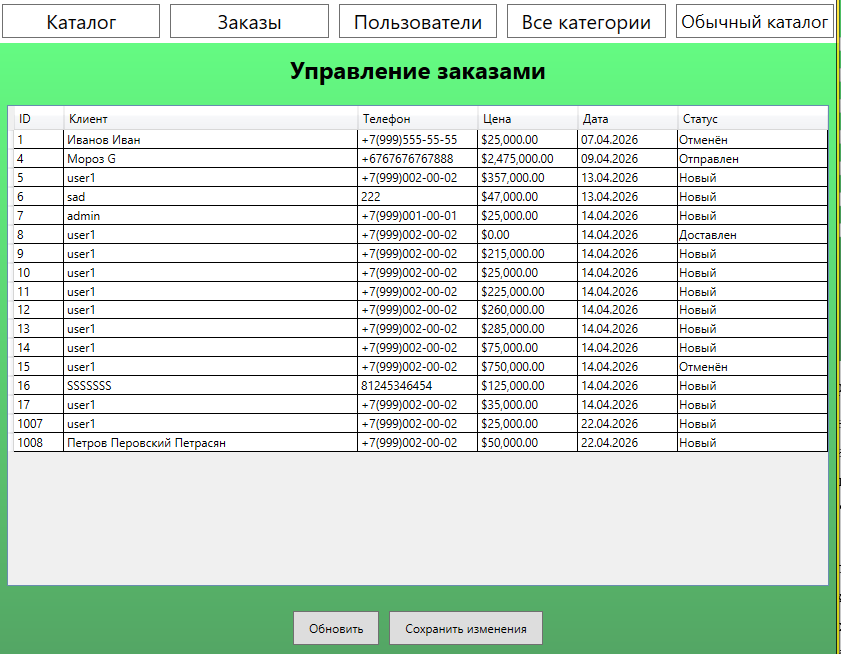 Каталог Заказы Пользователи Все категории Обычный каталог
Управление заказами
ID Клиент Телефон Цена Дата Статус
1 Иванов Иван +7(999)555-55-55 $25,000.00 07.04.2026 Отменён
4 Мороз G +6767676767888 $2,475,000.00 09.04.2026 Отправлен
5 user1 +7(999)002-00-02 $357,000.00 13.04.2026 Новый
6 sad 222 $47,000.00 13.04.2026 Новый
7 admin +7(999)001-00-01 $25,000.00 14.04.2026 Новый
8 user1 +7(999)002-00-02 $0.00 14.04.2026 Доставлен
9 user1 +7(999)002-00-02 $215,000.00 14.04.2026 Новый
10 user1 +7(999)002-00-02 $25,000.00 14.04.2026 Новый
11 user1 +7(999)002-00-02 $225,000.00 14.04.2026 Новый
12 user1 +7(999)002-00-02 $260,000.00 14.04.2026 Новый
13 user1 +7(999)002-00-02 $285,000.00 14.04.2026 Новый
14 user1 +7(999)002-00-02 $75,000.00 14.04.2026 Новый
15 user1 +7(999)002-00-02 $750,000.00 14.04.2026 Отменён
16 SSSSSSS 81245346454 $125,000.00 14.04.2026 Новый
17 user1 +7(999)002-00-02 $35,000.00 14.04.2026 Новый
1007 user1 +7(999)002-00-02 $25,000.00 22.04.2026 Новый
1008 Петров Перовский Петрасян +7(999)002-00-02 $50,000.00 22.04.2026 Новый
Обновить Сохранить изменения